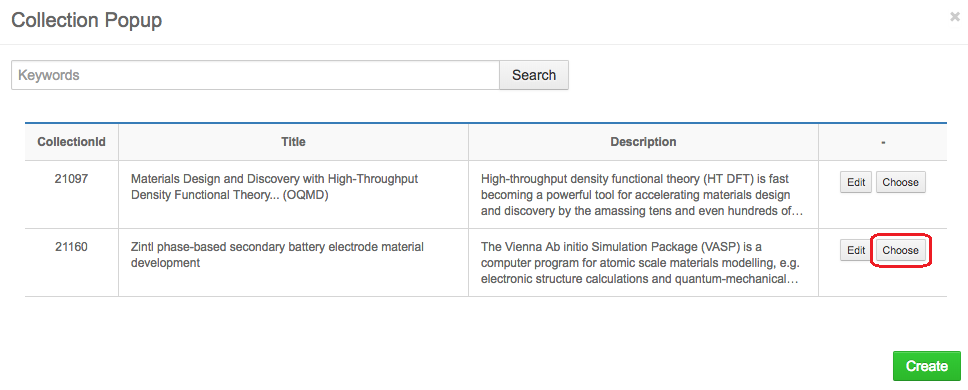 Collection Popup
×
Keywords
Search
CollectionId
Title
Description
-
21097
Materials Design and Discovery with High-Throughput
Density Functional Theory... (OQMD)
High-throughput density functional theory (HT DFT) is fast
becoming a powerful tool for accelerating materials design
and discovery by the amassing tens and even hundreds of…
Edit
Choose
21160
Zintl phase-based secondary battery electrode material
development
The Vienna Ab initio Simulation Package (VASP) is a
computer program for atomic scale materials modelling, e.g.
electronic structure calculations and quantum-mechanical…
Edit
Choose
Create